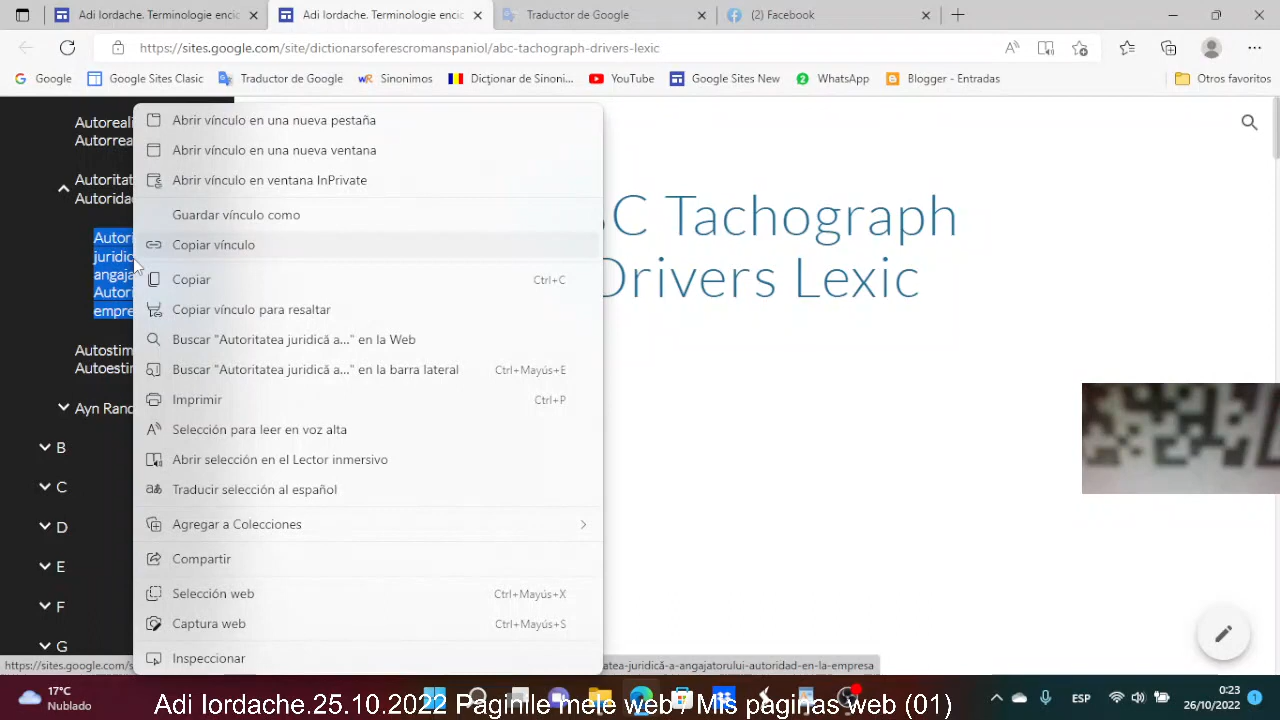 Adi Iordache. Terminologie encic
Adi Iordache. Terminologie encic
Traductor de Google
(2) Facebook
https://sites.google.com/site/dictionarsoferescromanspaniol/abc-tachograph-drivers-lexic
Google
Google Sites Clasic
Traductor de Google
Sinonimos
Dicţionar de Sinoni...
YouTube
Google Sites New
WhatsApp
Blogger - Entradas
Otros favoritos
Autoreali
Autorrea
Autoritat
Autorida
Autori
juridic
angaja
Autori
empre
Autostim
Autoestin
Ayn Ranc
B
C
D
E
F
G
Abrir vínculo en una nueva pestaña
Abrir vínculo en una nueva ventana
Abrir vínculo en ventana InPrivate
Guardar vínculo como
Copiar vínculo
Copiar Ctrl+C
Copiar vínculo para resaltar
Buscar "Autoritatea juridică a..." en la Web
Buscar "Autoritatea juridică a..." en la barra lateral Ctrl+Mayús+E
Imprimir Ctrl+P
Selección para leer en voz alta
Abrir selección en el Lector inmersivo
Traducir selección al español
Agregar a Colecciones
Compartir
Selección web Ctrl+Mayús+X
Captura web Ctrl+Mayús+S
Inspeccionar
C Tachograph
Drivers Lexic
https://sites.google.com/s
tea-juridică-a-angajatorului-autoridad-en-la-empresa
17°C
Nublado
ESP
0:23
26/10/2022
Adi Iordache.25.10.2022 Paginile mele web / Mis páginas web (01)